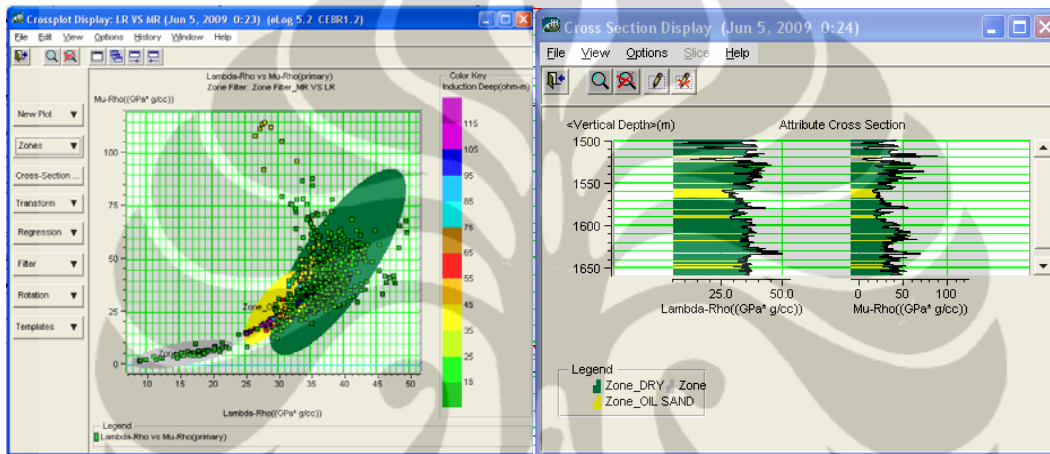 Crossplot Display: LR VS MR (Jun 5, 2009 0:23) (eLog 5.2 CE8R1.2)
File Edit View Options History Window Help
New Plot
Zones
Cross-Section ...
Transform
Regression
Filter
Rotation
Templates
Lambda-Rho vs Mu-Rho(primary)
Zone Filter: Zone Filter_MR VS LR
Mu-Rho((GPa* g/cc))
100
75
50
25
0
10 15 20 25 30 35 40 45 50
Lambda-Rho((GPa* g/cc))
Legend
Lambda-Rho vs Mu-Rho(primary)
Color Key
Induction Deep(ohm-m)
115
105
95
85
75
65
55
45
35
25
15
Cross Section Display (Jun 5, 2009 0:24)
File View Options Slice Help
<Vertical Depth>(m)
Attribute Cross Section
1500
1550
1600
1650
25.0 50.0
Lambda-Rho((GPa* g/cc))
0 50 100
Mu-Rho((GPa* g/cc))
Legend
Zone_DRY Zone
Zone_OIL SAND